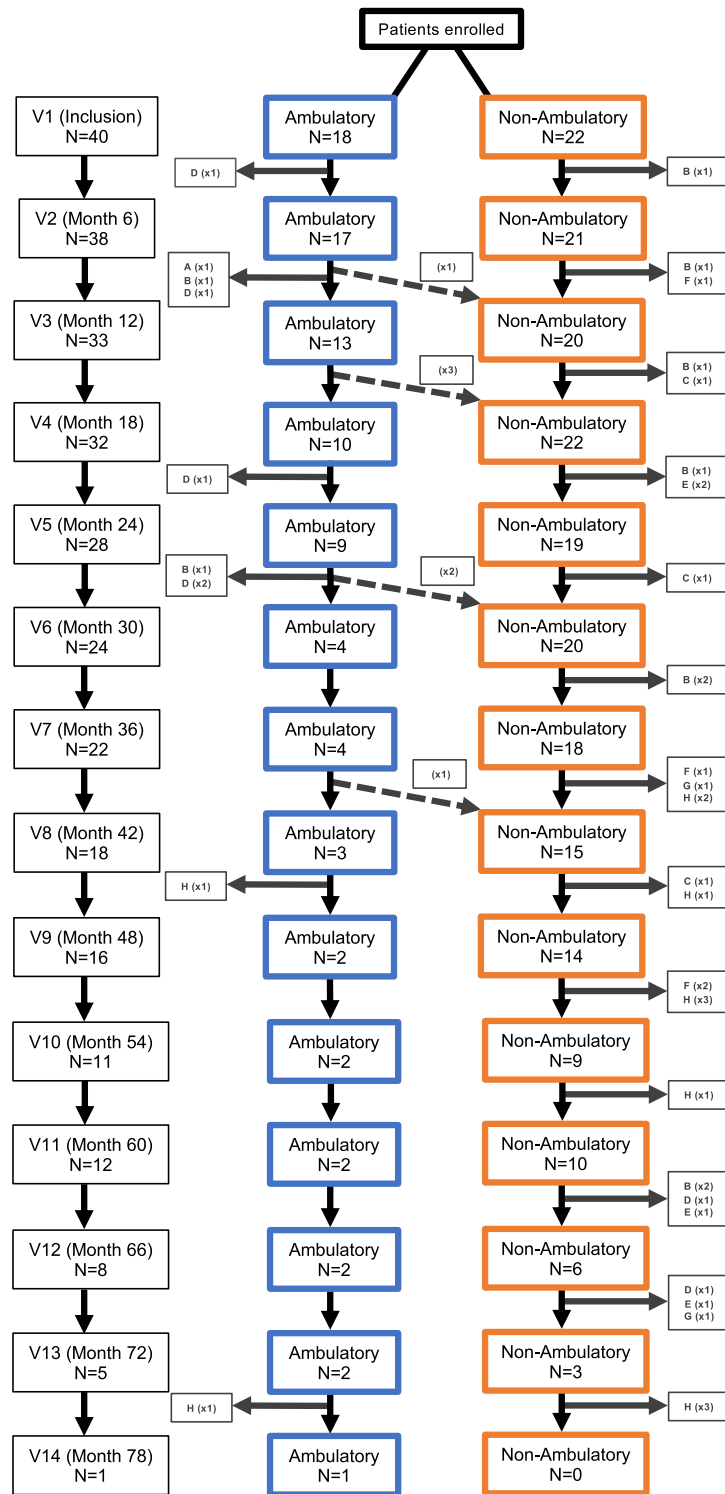 Patients enrolled
V1 (Inclusion)
N=40
Ambulatory
N=18
Non-Ambulatory
N=22
D (x1)
B (x1)
V2 (Month 6)
N=38
Ambulatory
N=17
Non-Ambulatory
N=21
A (x1)
B (x1)
D (x1)
(x1)
B (x1)
F (x1)
V3 (Month 12)
N=33
Ambulatory
N=13
Non-Ambulatory
N=20
(x3)
B (x1)
C (x1)
V4 (Month 18)
N=32
Ambulatory
N=10
Non-Ambulatory
N=22
D (x1)
B (x1)
E (x2)
V5 (Month 24)
N=28
Ambulatory
N=9
Non-Ambulatory
N=19
B (x1)
D (x2)
(x2)
C (x1)
V6 (Month 30)
N=24
Ambulatory
N=4
Non-Ambulatory
N=20
B (x2)
V7 (Month 36)
N=22
Ambulatory
N=4
Non-Ambulatory
N=18
(x1)
F (x1)
G (x1)
H (x2)
V8 (Month 42)
N=18
Ambulatory
N=3
Non-Ambulatory
N=15
H (x1)
C (x1)
H (x1)
V9 (Month 48)
N=16
Ambulatory
N=2
Non-Ambulatory
N=14
F (x2)
H (x3)
V10 (Month 54)
N=11
Ambulatory
N=2
Non-Ambulatory
N=9
H (x1)
V11 (Month 60)
N=12
Ambulatory
N=2
Non-Ambulatory
N=10
B (x2)
D (x1)
E (x1)
V12 (Month 66)
N=8
Ambulatory
N=2
Non-Ambulatory
N=6
D (x1)
E (x1)
G (x1)
V13 (Month 72)
N=5
Ambulatory
N=2
Non-Ambulatory
N=3
H (x1)
H (x3)
V14 (Month 78)
N=1
Ambulatory
N=1
Non-Ambulatory
N=0